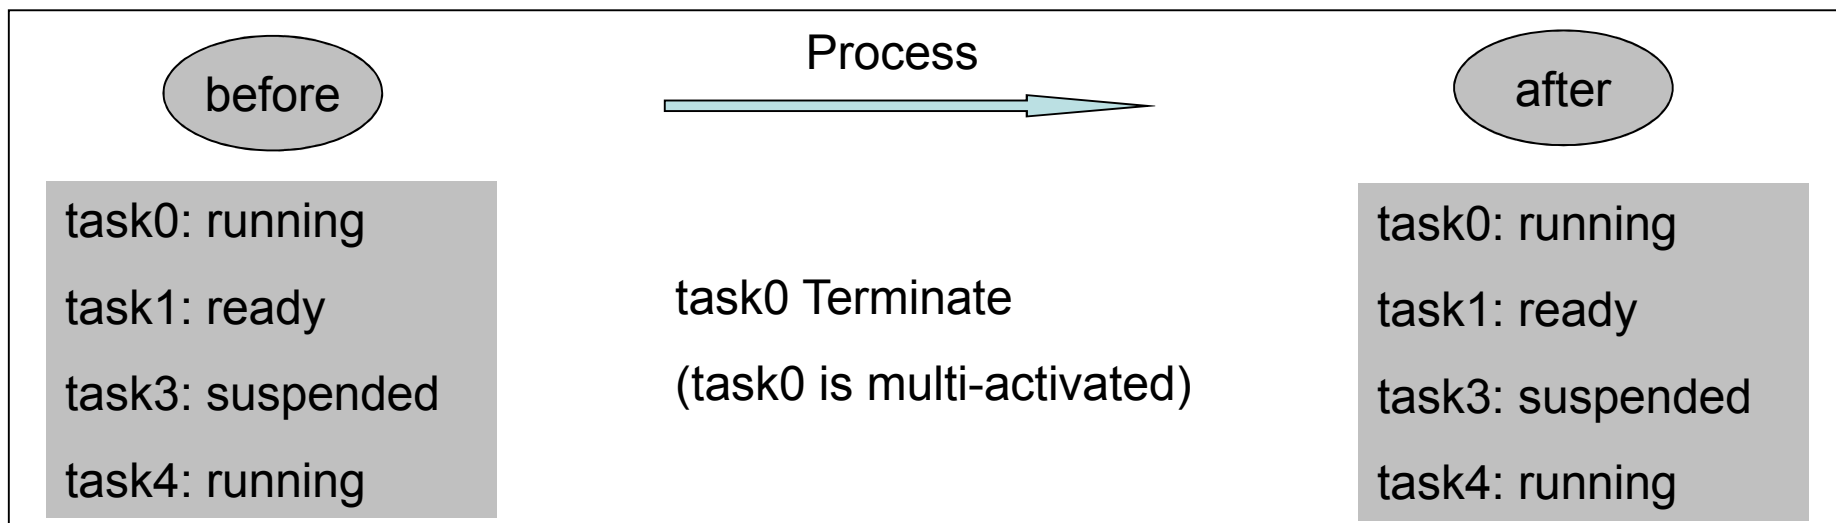 before
Process
after
task0: running
task1: ready
task3: suspended
task4: running
task0 Terminate
(task0 is multi-activated)
task0: running
task1: ready
task3: suspended
task4: running